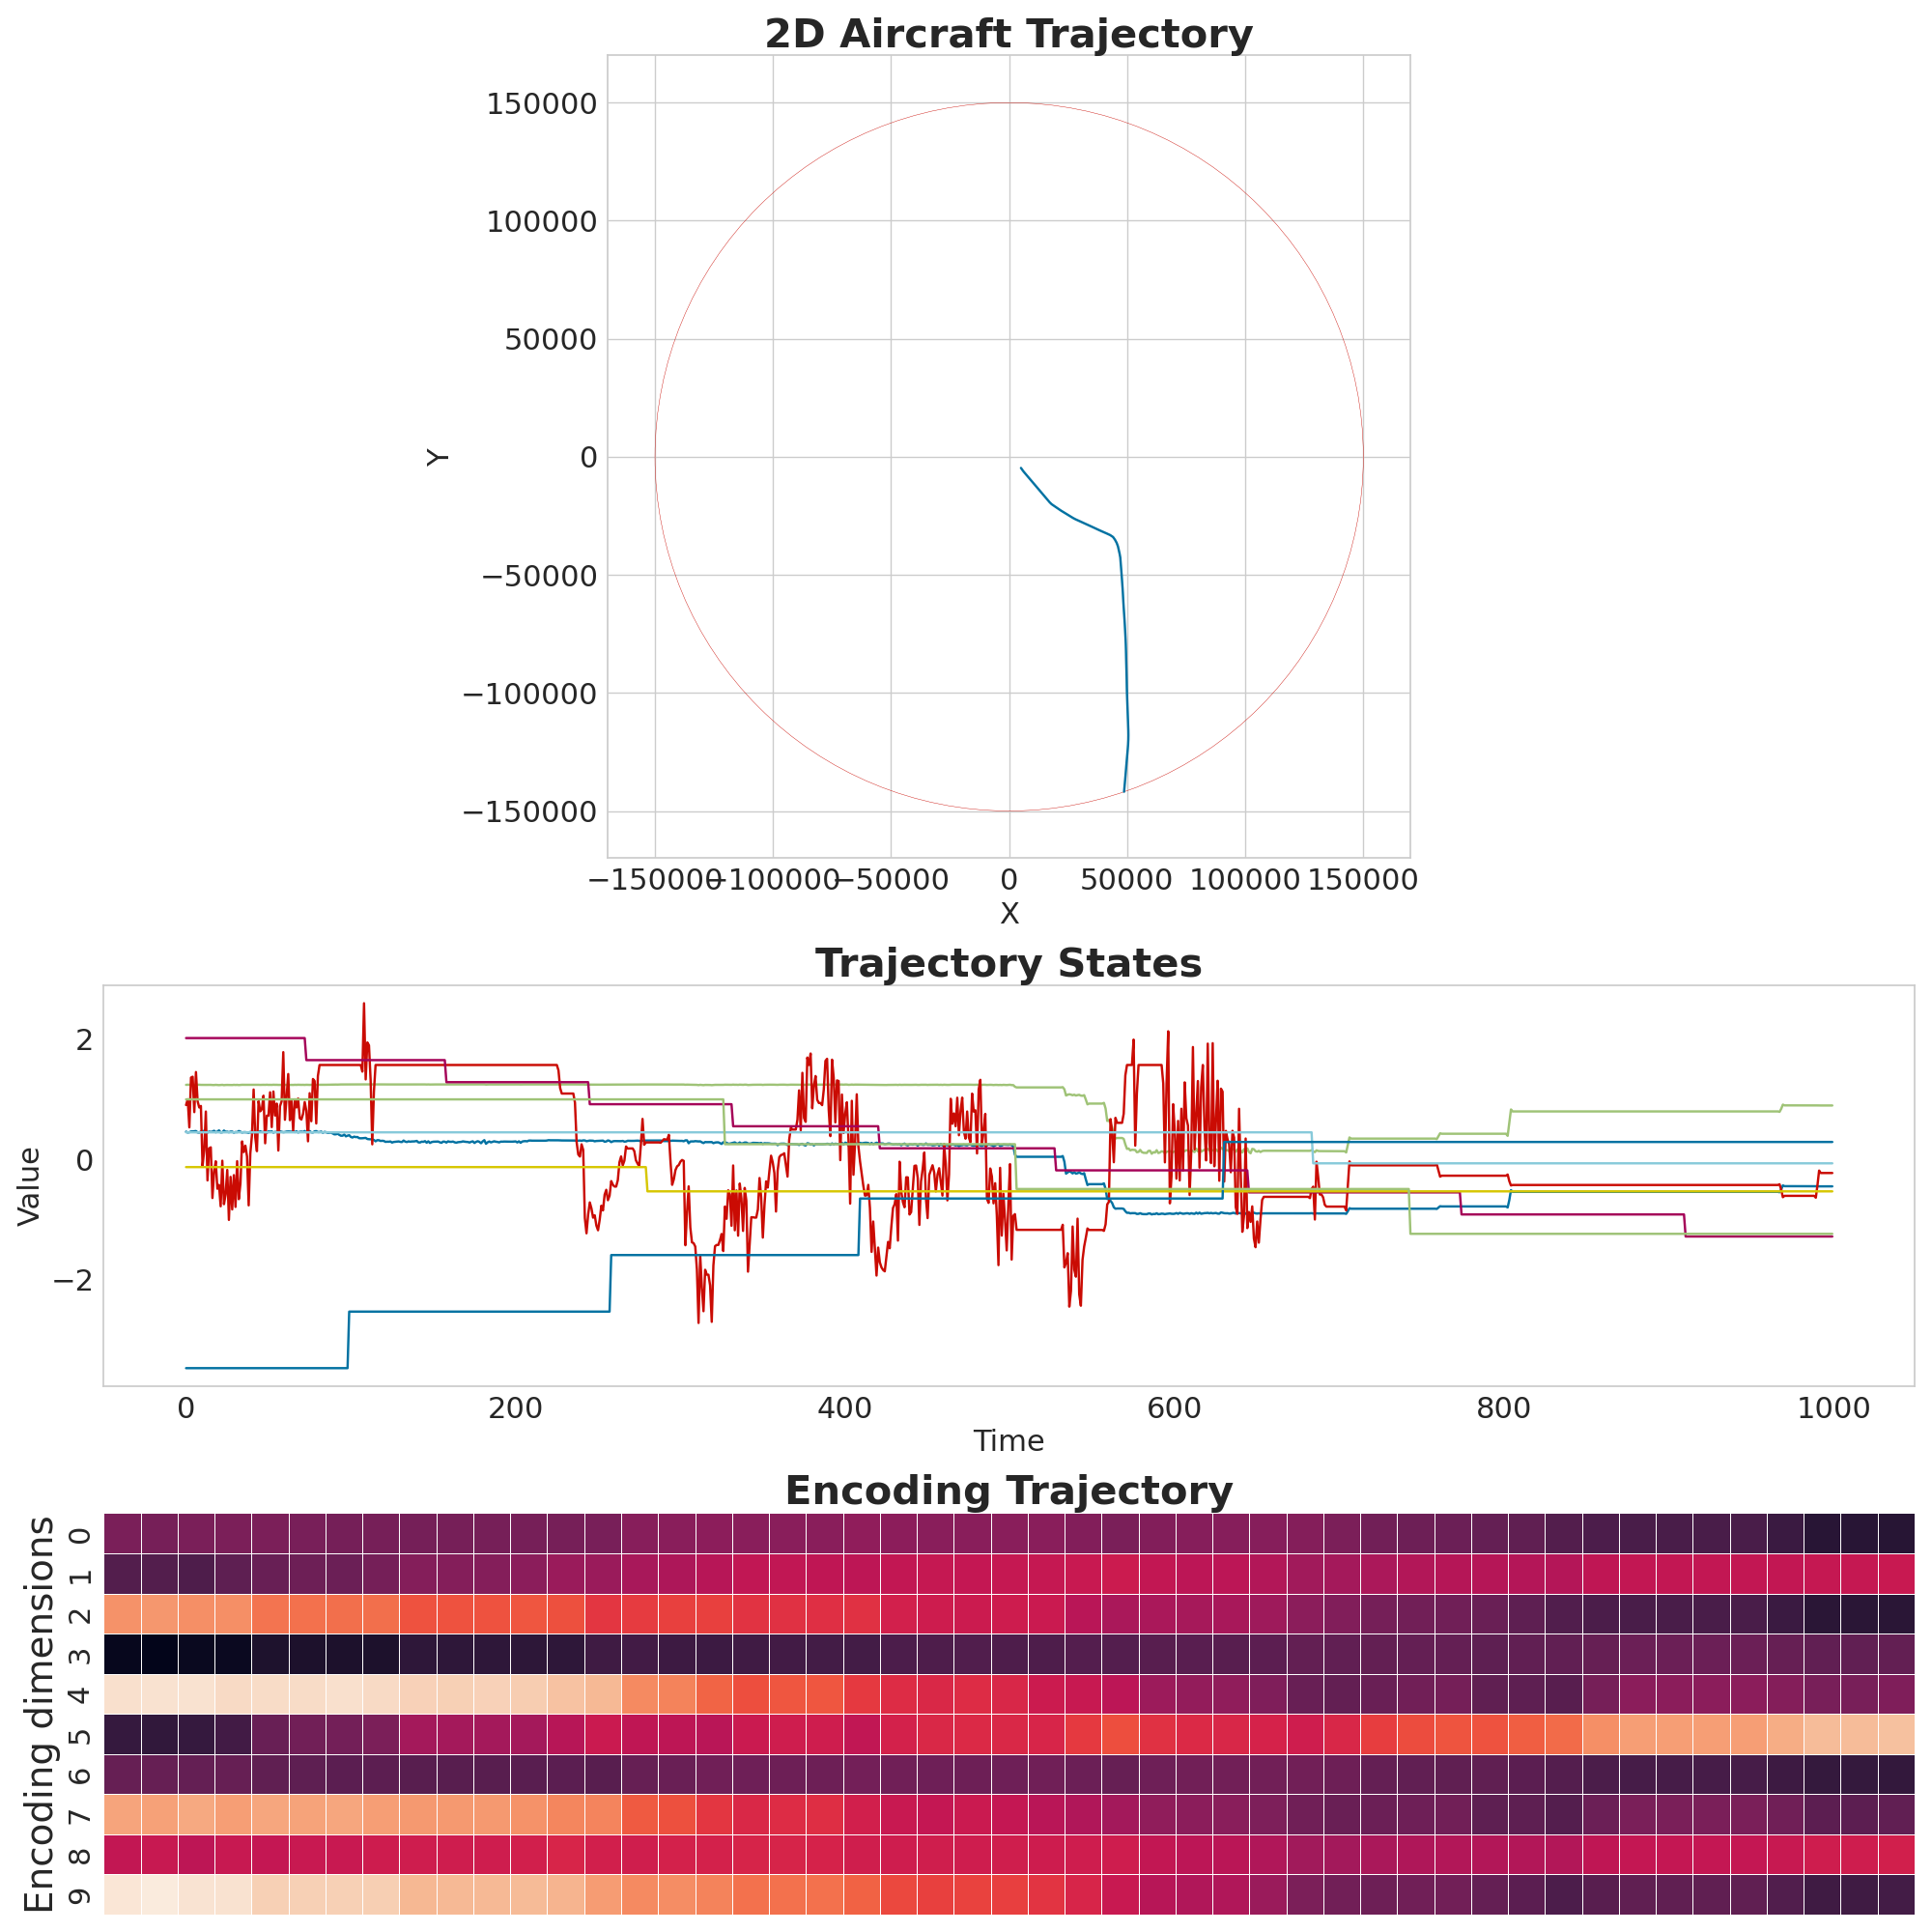 2D Aircraft Trajectory
150000
100000
50000
0
−50000
−100000
−150000
Y
−150000 −100000 −50000 0 50000 100000 150000
X
Trajectory States
2
0
−2
Value
0 200 400 600 800 1000
Time
Encoding Trajectory
0
1
2
3
4
5
6
7
8
9
Encoding dimensions